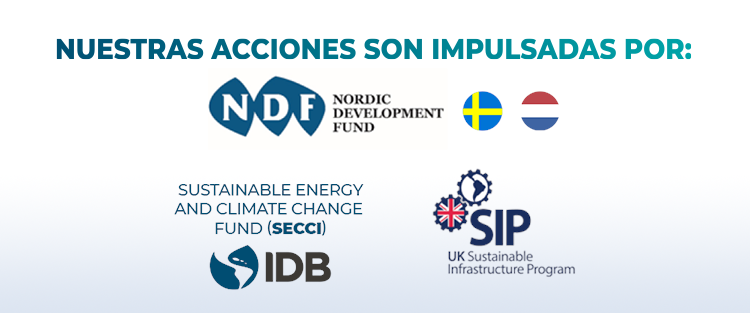 NUESTRAS ACCIONES SON IMPULSADAS POR:
NDF
NORDIC
DEVELOPMENT
FUND
SUSTAINABLE ENERGY
AND CLIMATE CHANGE
FUND (SECCI)
IDB
SIP
UK Sustainable
Infrastructure Program